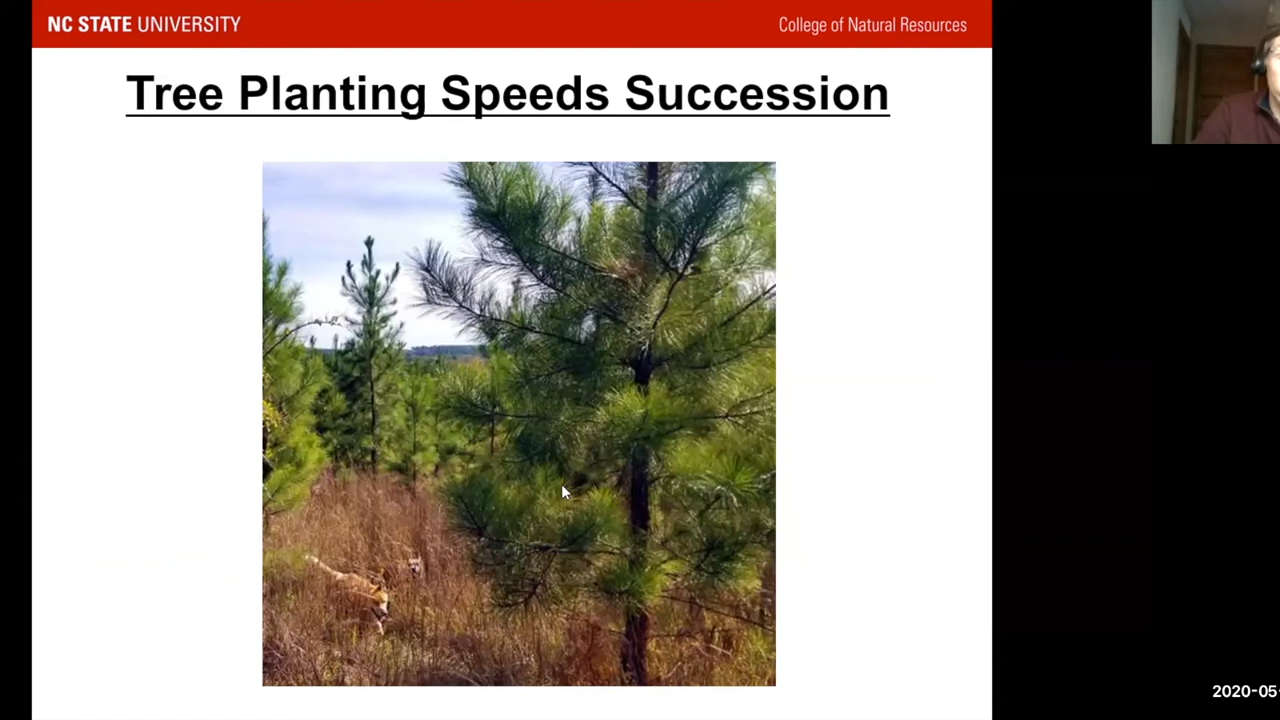 NC STATE UNIVERSITY
College of Natural Resources
Tree Planting Speeds Succession
2020-05-